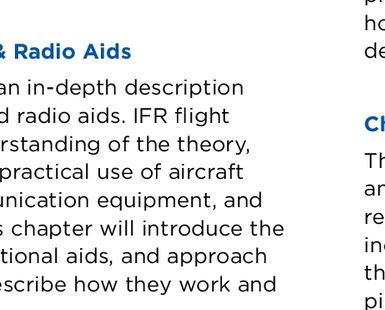 & Radio Aids
an in-depth description
d radio aids. IFR flight
rstanding of the theory,
practical use of aircraft
unication equipment, and
s chapter will introduce the
tional aids, and approach
escribe how they work and
ho
de
Ch
Th
an
re
in
th
pi